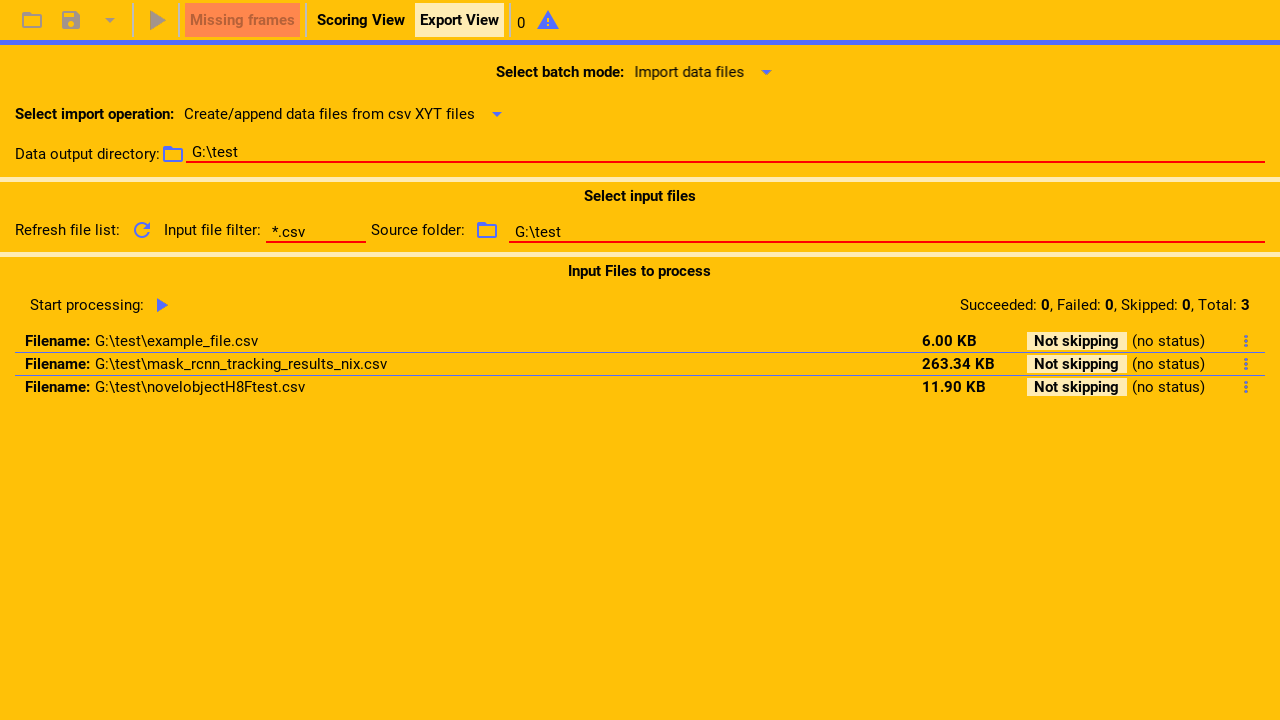 Missing frames Scoring View Export View 0
Select batch mode: Import data files
Select import operation: Create/append data files from csv XYT files
Data output directory: G:\test
Select input files
Refresh file list: Input file filter: *.csv Source folder: G:\test
Input Files to process
Start processing: Succeeded: 0, Failed: 0, Skipped: 0, Total: 3
Filename: G:\test\example_file.csv 6.00 KB Not skipping (no status)
Filename: G:\test\mask_rcnn_tracking_results_nix.csv 263.34 KB Not skipping (no status)
Filename: G:\test\novelobjectH8Ftest.csv 11.90 KB Not skipping (no status)